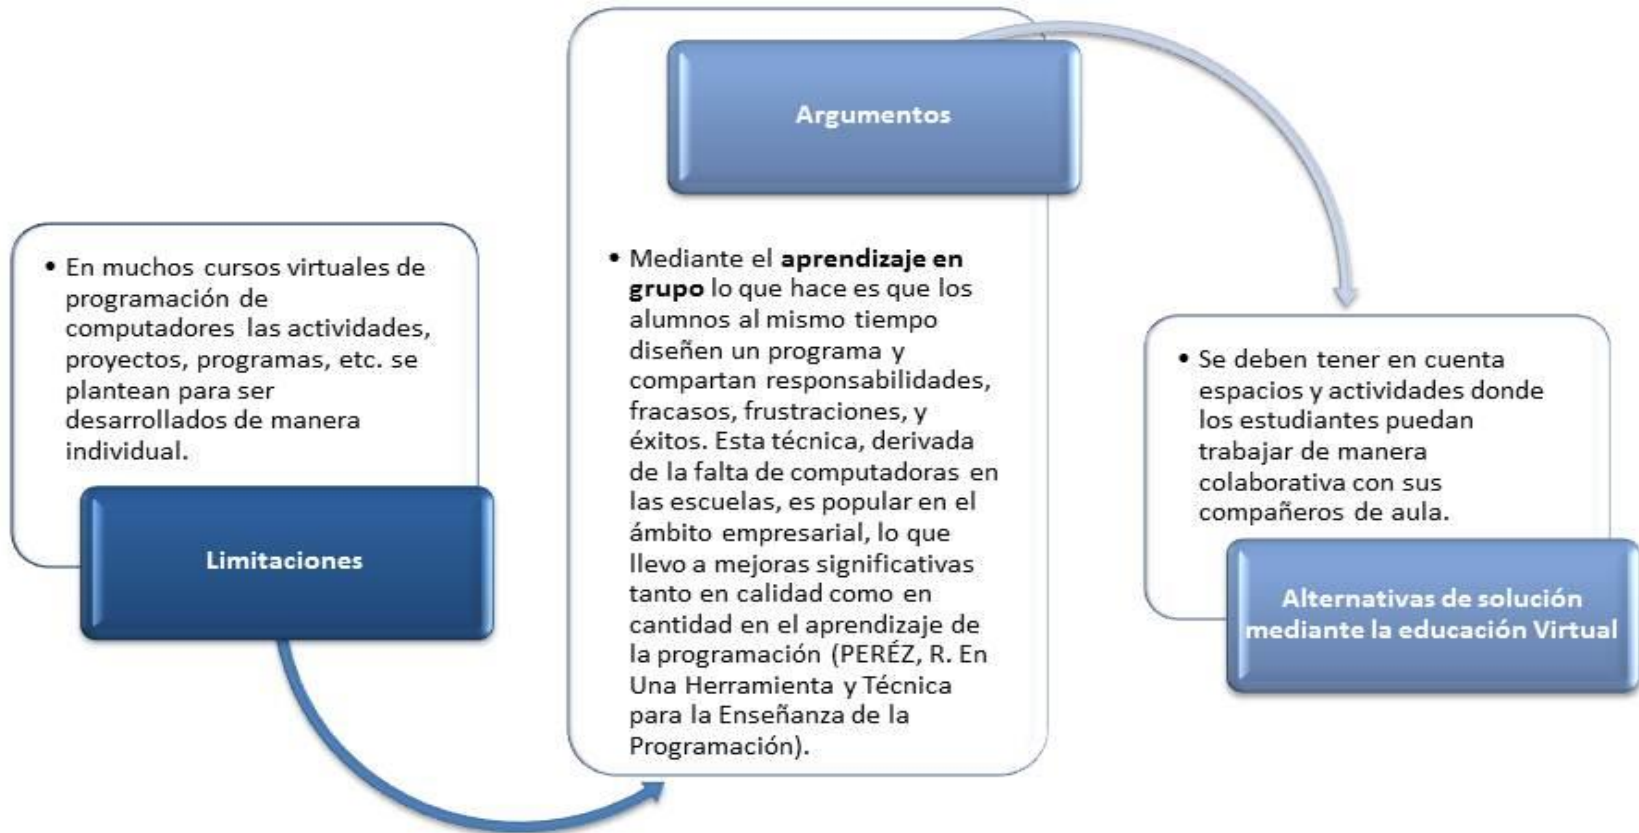 • En muchos cursos virtuales de
programación de
computadores las actividades,
proyectos, programas, etc. se
plantean para ser
desarrollados de manera
individual.
Limitaciones
Argumentos
• Mediante el aprendizaje en
grupo lo que hace es que los
alumnos al mismo tiempo
diseñen un programa y
compartan responsabilidades,
fracasos, frustraciones, y
éxitos. Esta técnica, derivada
de la falta de computadoras en
las escuelas, es popular en el
ámbito empresarial, lo que
llevo a mejoras significativas
tanto en calidad como en
cantidad en el aprendizaje de
la programación (PERÉZ, R. En
Una Herramienta y Técnica
para la Enseñanza de la
Programación).
• Se deben tener en cuenta
espacios y actividades donde
los estudiantes puedan
trabajar de manera
colaborativa con sus
compañeros de aula.
Alternativas de solución
mediante la educación Virtual